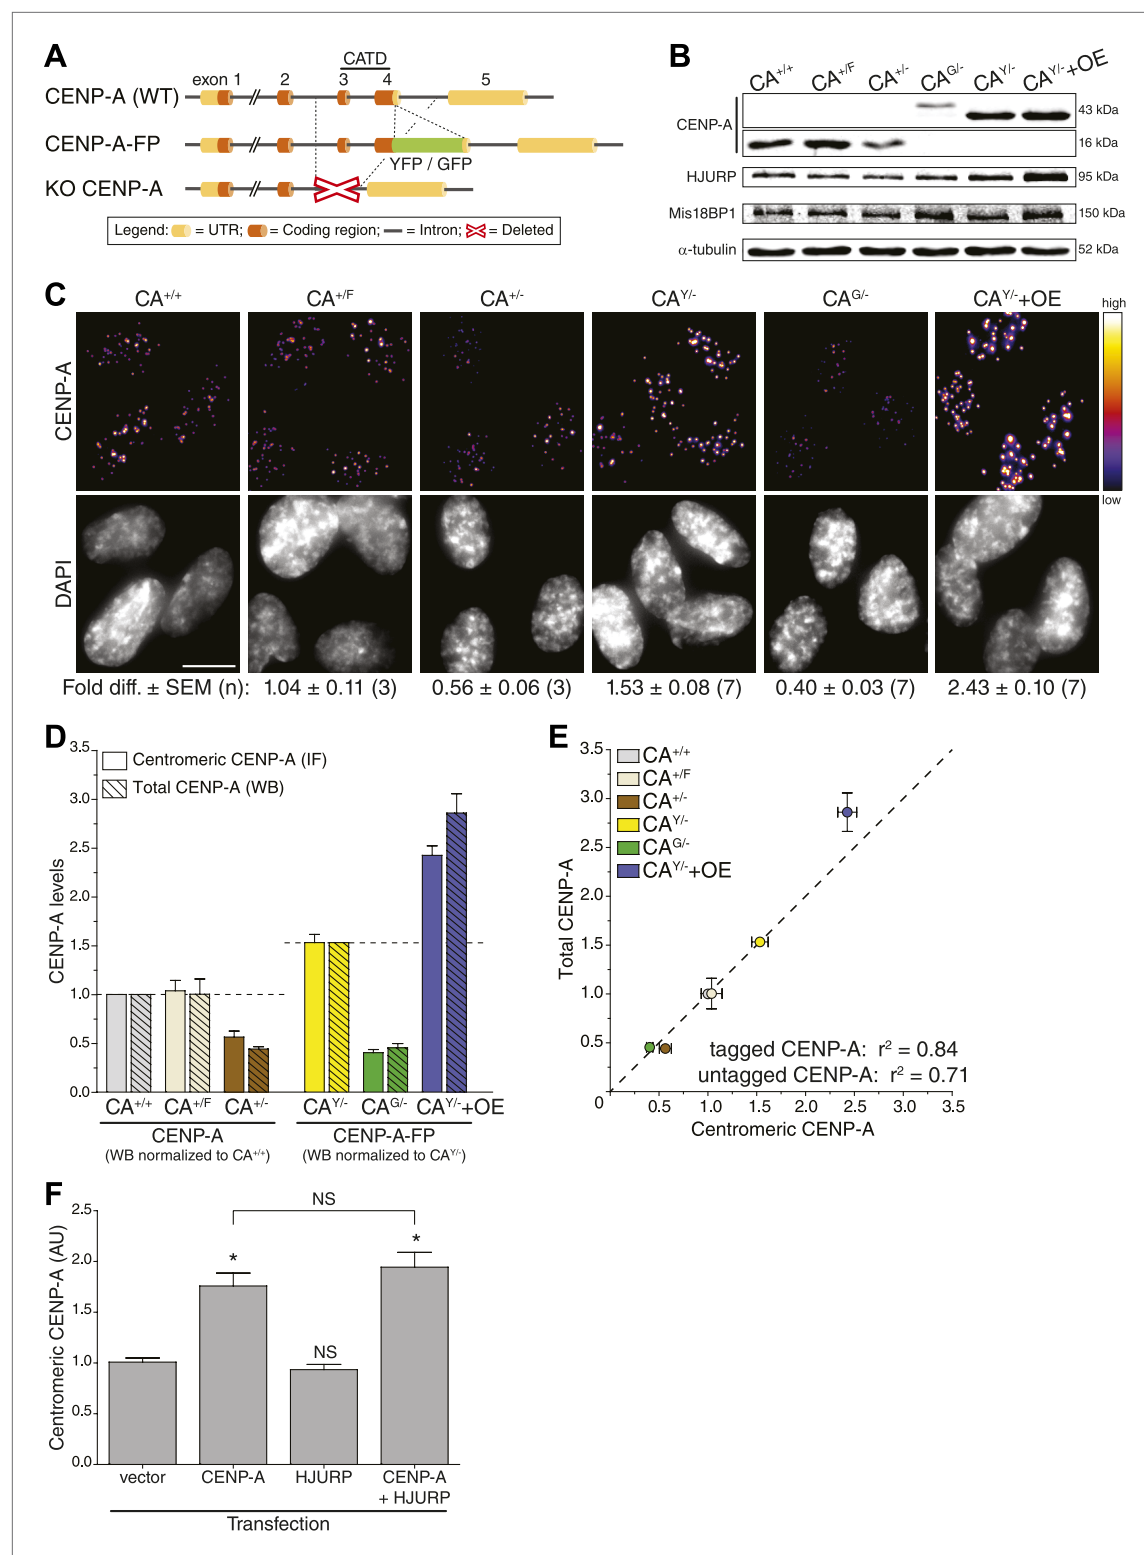 A
CATD
exon 1 2 3 4 5
CENP-A (WT)
CENP-A-FP
YFP / GFP
KO CENP-A
Legend: = UTR; = Coding region; = Intron; = Deleted
B
CA+/+ CA+/F CA+/- CAG/- CAY/- CAY/-+OE
CENP-A
43 kDa
16 kDa
HJURP 95 kDa
Mis18BP1 150 kDa
α-tubulin 52 kDa
C
CA+/+ CA+/F CA+/- CAY/- CAG/- CAY/-+OE
high
CENP-A
low
DAPI
Fold diff. ± SEM (n): 1.04 ± 0.11 (3) 0.56 ± 0.06 (3) 1.53 ± 0.08 (7) 0.40 ± 0.03 (7) 2.43 ± 0.10 (7)
D
3.5
3.0
2.5
2.0
1.5
1.0
0.5
0.0
CENP-A levels
Centromeric CENP-A (IF)
Total CENP-A (WB)
CA+/+ CA+/F CA+/- CAY/- CAG/- CAY/-+OE
CENP-A CENP-A-FP
(WB normalized to CA+/+) (WB normalized to CAY/-)
E
3.5
3.0
2.5
2.0
1.5
1.0
0.5
0
Total CENP-A
CA+/+
CA+/F
CA+/-
CAY/-
CAG/-
CAY/-+OE
tagged CENP-A: r2 = 0.84
untagged CENP-A: r2 = 0.71
0.5 1.0 1.5 2.0 2.5 3.0 3.5
Centromeric CENP-A
F
2.5
2.0
1.5
1.0
0.5
0.0
Centromeric CENP-A (AU)
NS
*
NS
*
vector CENP-A HJURP CENP-A
+ HJURP
Transfection